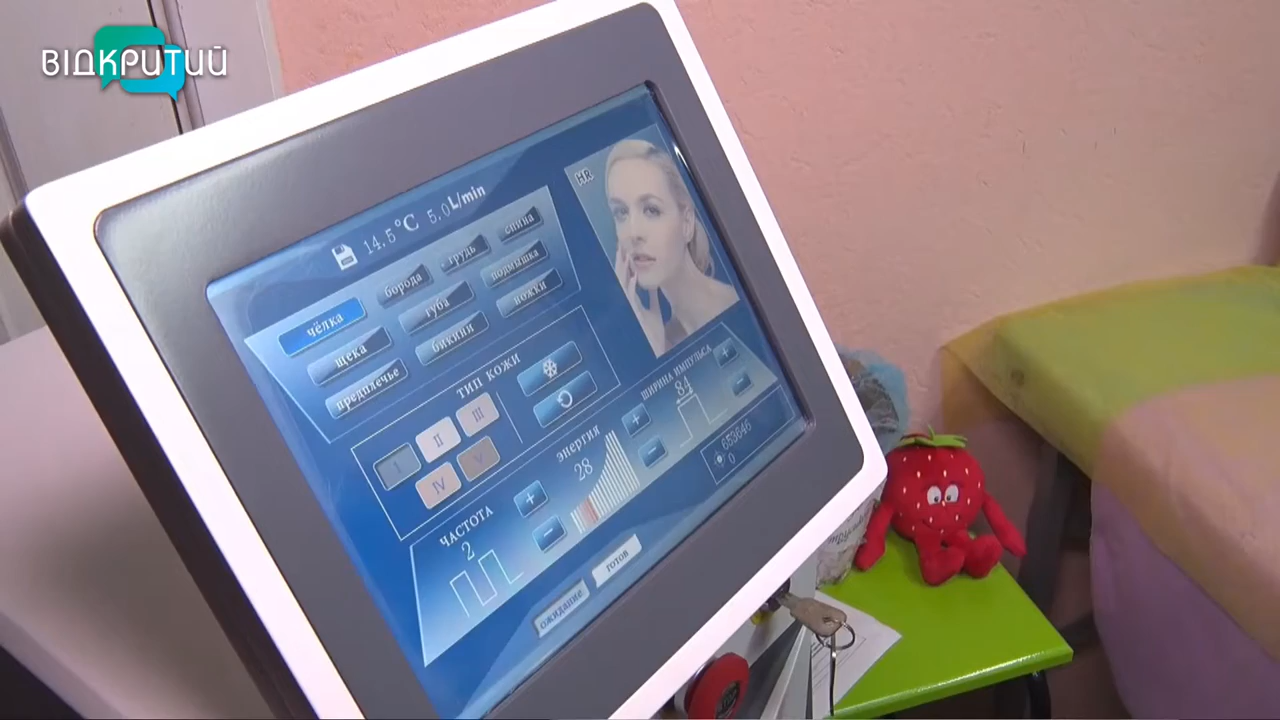 ВІДКРИТИЙ
14.5°C 5.0L/min
HR
чёлка
борода
грудь
спина
щека
губа
подмышка
предплечье
бикини
ножки
ТИП КОЖИ
I
II
III
IV
V
ЧАСТОТА
2
+
-
энергия
28
+
-
ШИРИНА ИМПУЛЬСА
84
+
-
653646
0
ожидание
готов